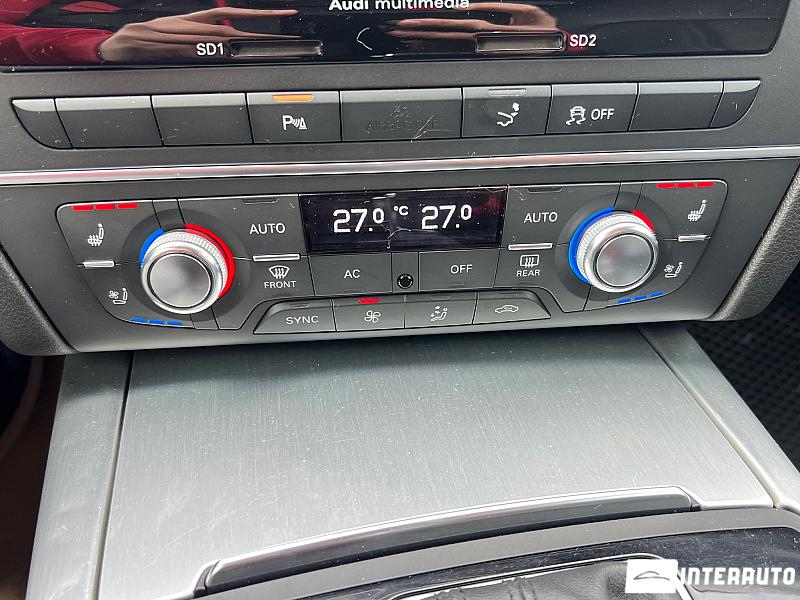 Audi multimedia
SD1 SD2
P OFF
AUTO 27.0 °C 27.0 AUTO
FRONT AC OFF REAR
SYNC
INTERAUTO